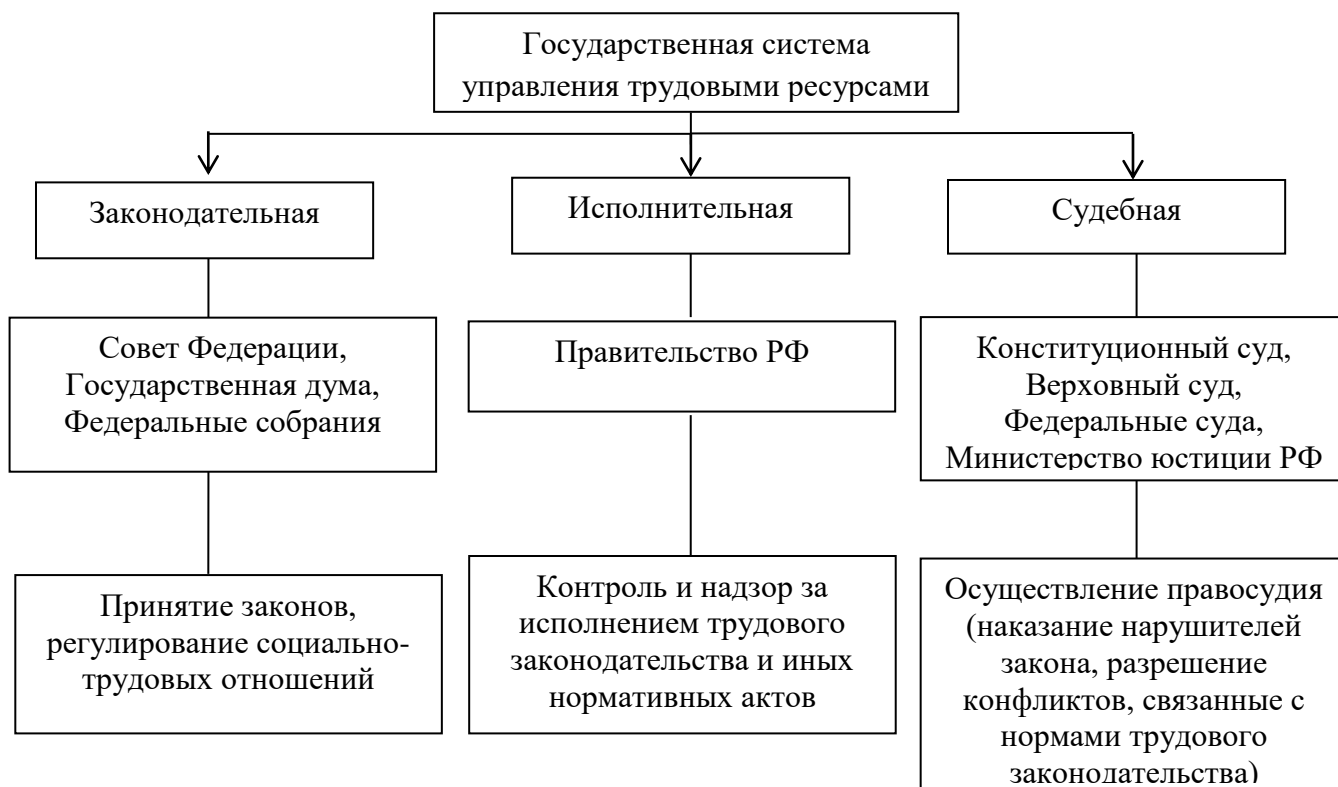 Государственная система
управления трудовыми ресурсами
Законодательная
Исполнительная
Судебная
Совет Федерации,
Государственная дума,
Федеральные собрания
Правительство РФ
Конституционный суд,
Верховный суд,
Федеральные суда,
Министерство юстиции РФ
Принятие законов,
регулирование социально-
трудовых отношений
Контроль и надзор за
исполнением трудового
законодательства и иных
нормативных актов
Осуществление правосудия
(наказание нарушителей
закона, разрешение
конфликтов, связанные с
нормами трудового
законодательства)